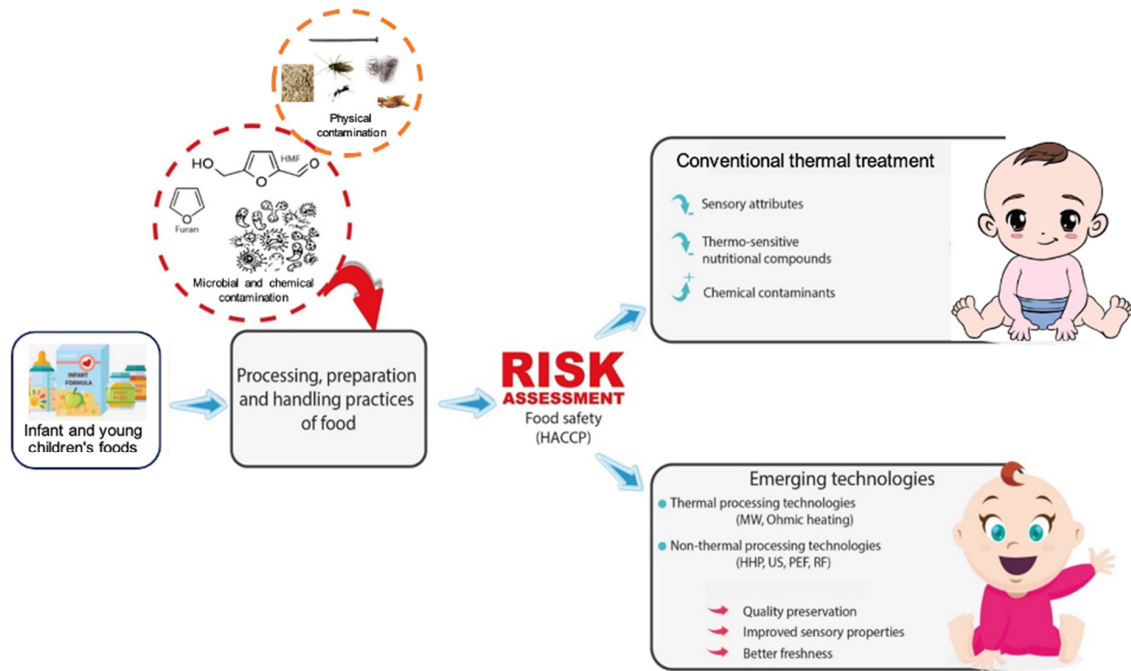 Physical
contamination
HO
HMF
O
O
O
Furan
Microbial and chemical
contamination
INFANT
FORMULA
Infant and young
children's foods
Processing, preparation
and handling practices
of food
RISK
ASSESSMENT
Food safety
(HACCP)
Conventional thermal treatment
- Sensory attributes
- Thermo-sensitive
nutritional compounds
+ Chemical contaminants
Emerging technologies
Thermal processing technologies
(MW, Ohmic heating)
Non-thermal processing technologies
(HHP, US, PEF, RF)
Quality preservation
Improved sensory properties
Better freshness